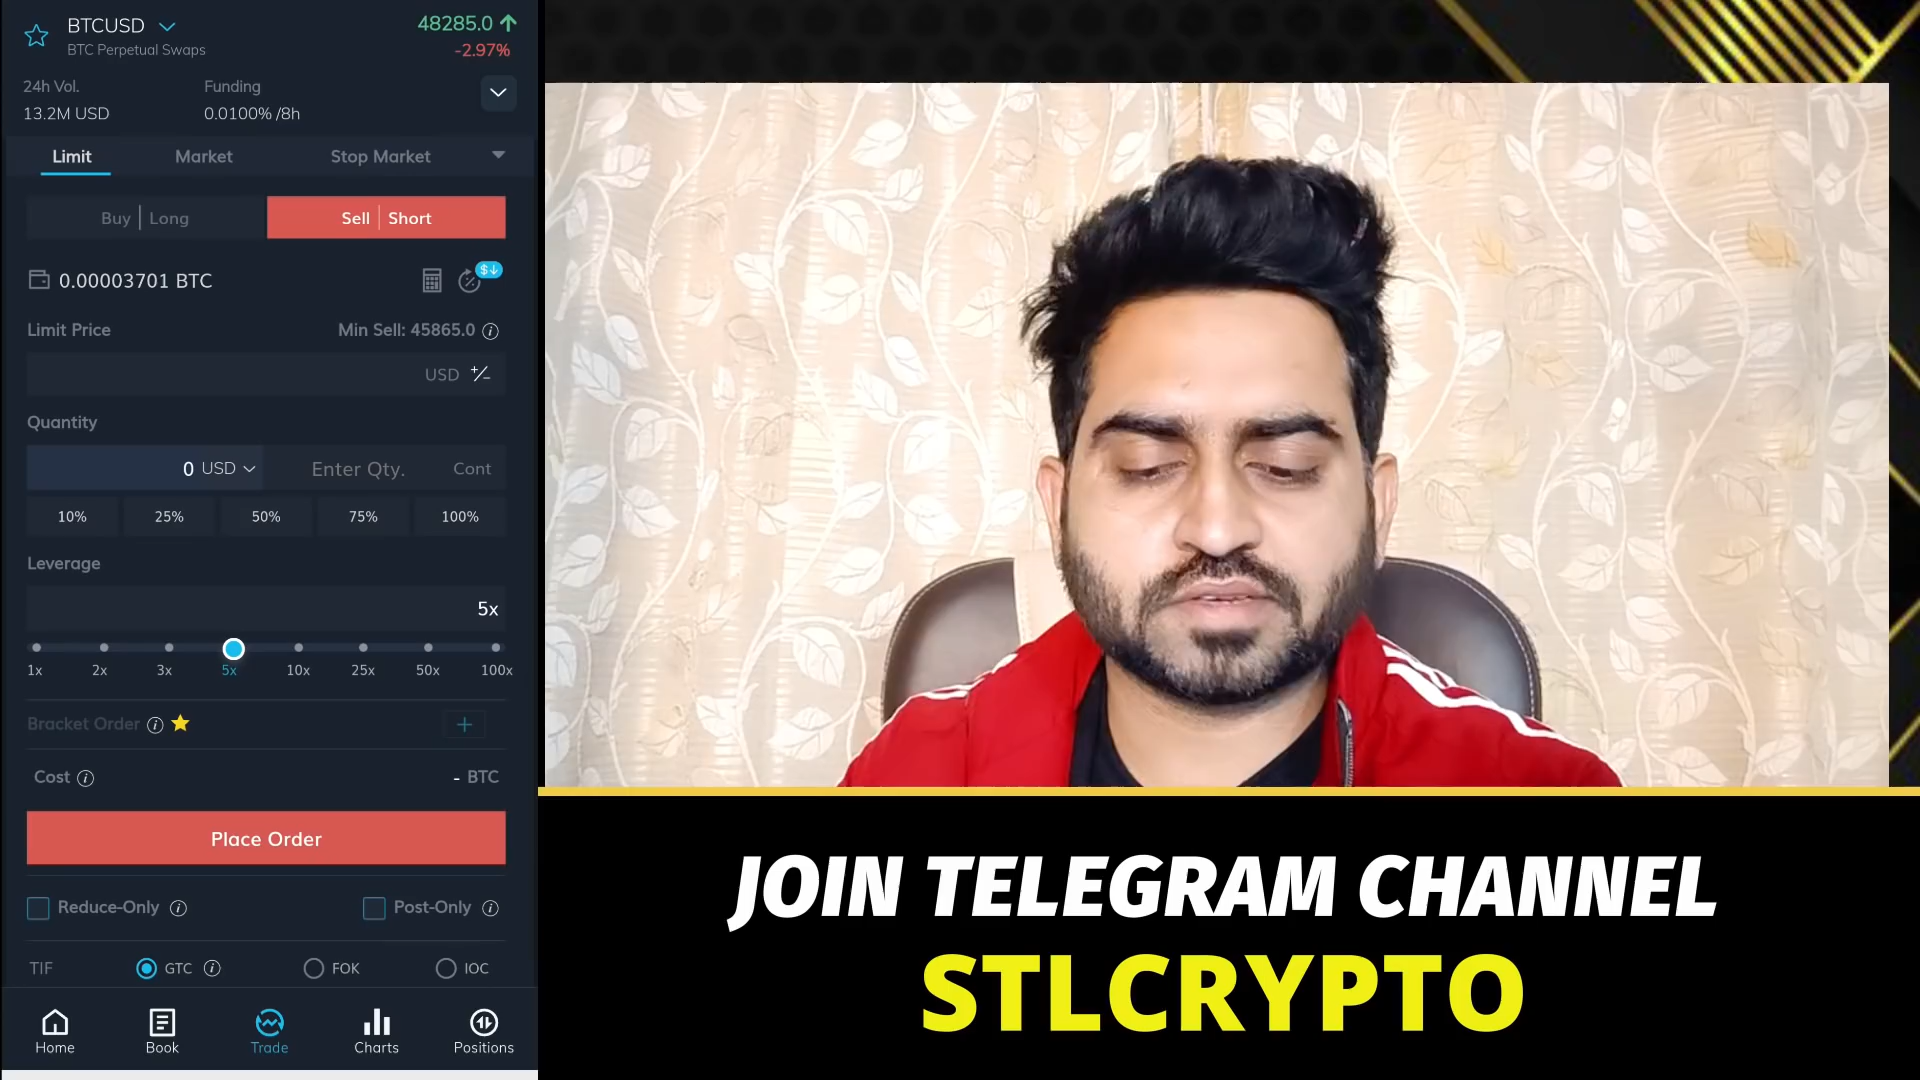 BTCUSD
48285.0
BTC Perpetual Swaps
-2.97%
24h Vol.
Funding
13.2M USD
0.0100% /8h
Limit
Market
Stop Market
Buy | Long
Sell | Short
0.00003701 BTC
$
Limit Price
Min Sell: 45865.0
USD +/-
Quantity
0 USD
Enter Qty.
Cont
10%
25%
50%
75%
100%
Leverage
5x
1x
2x
3x
5x
10x
25x
50x
100x
Bracket Order
Cost
- BTC
Place Order
Reduce-Only
Post-Only
TIF
GTC
FOK
IOC
Home
Book
Trade
Charts
Positions
JOIN TELEGRAM CHANNEL
STLCRYPTO